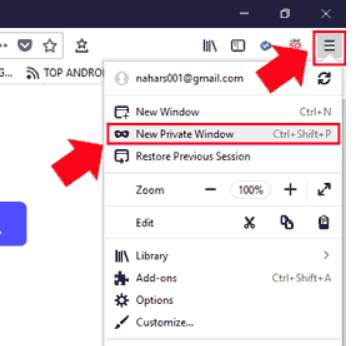 G... TOP ANDRO
nahars001@gmail.com
New Window Ctrl+N
New Private Window Ctrl+Shift+P
Restore Previous Session
Zoom 100%
Edit
Library
Add-ons Ctrl+Shift+A
Options
Customize...